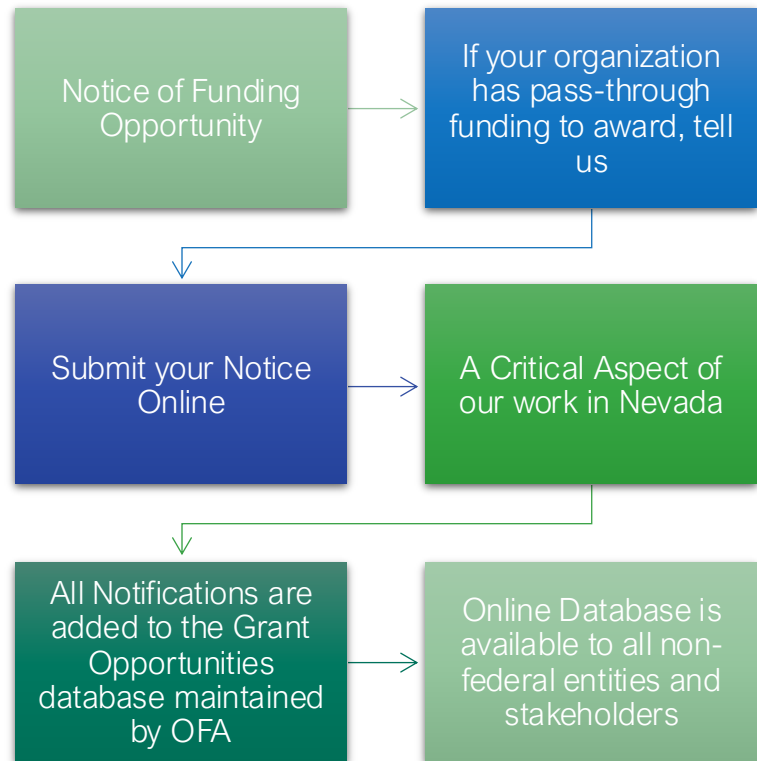 Notice of Funding
Opportunity
If your organization
has pass-through
funding to award, tell
us
Submit your Notice
Online
A Critical Aspect of
our work in Nevada
All Notifications are
added to the Grant
Opportunities
database maintained
by OFA
Online Database is
available to all non-
federal entities and
stakeholders